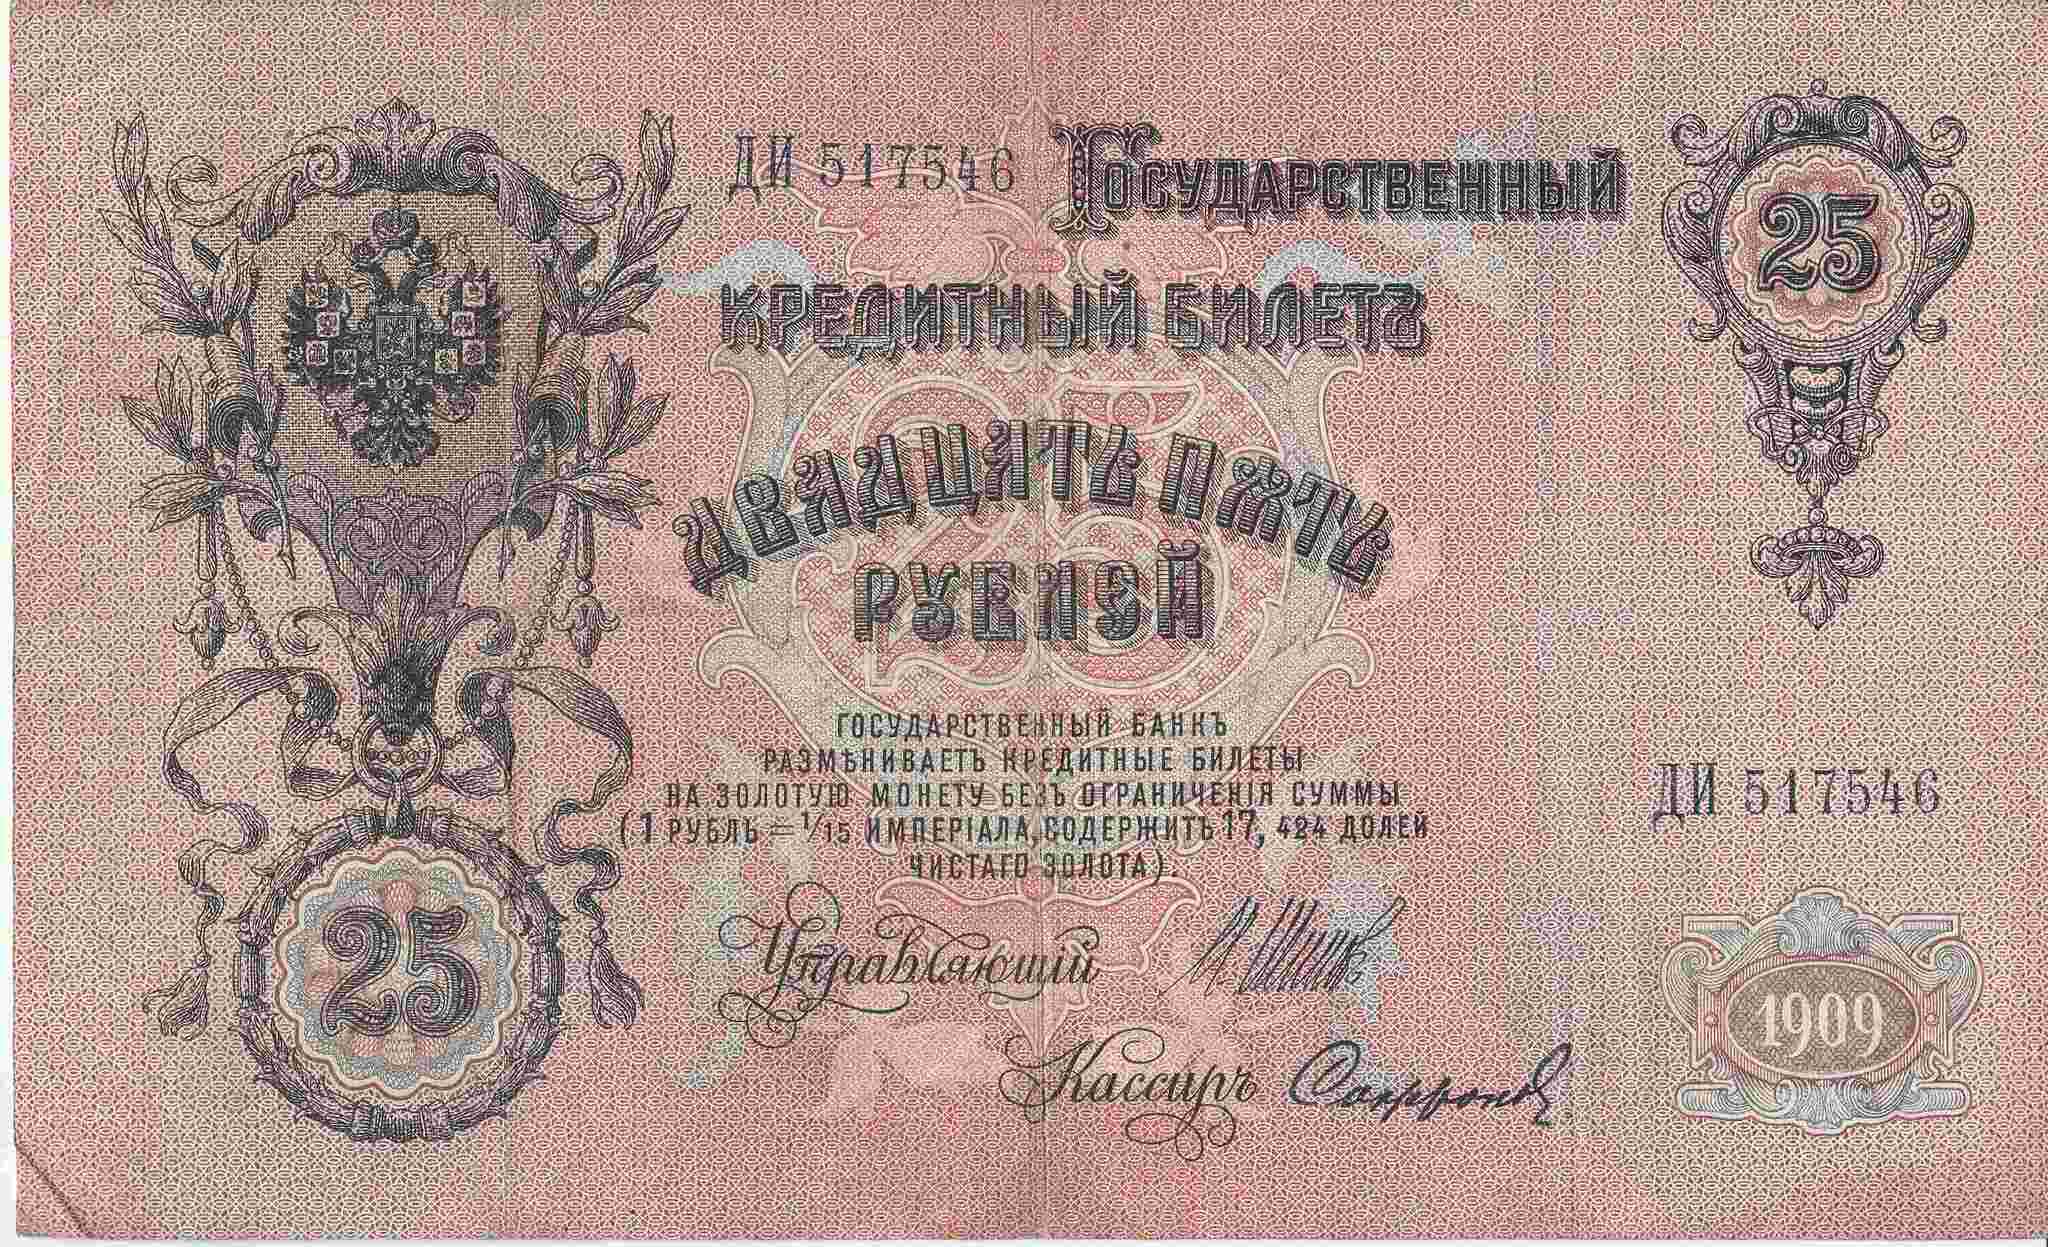 ДИ 517546
Государственный
25
КРЕДИТНЫЙ БИЛЕТЪ
ДВАДЦАТЬ ПЯТЬ
РУБЛЕЙ
ГОСУДАРСТВЕННЫЙ БАНКЪ
РАЗМѢНИВАЕТЪ КРЕДИТНЫЕ БИЛЕТЫ
НА ЗОЛОТУЮ МОНЕТУ БЕЗЪ ОГРАНИЧЕНІЯ СУММЫ
(1 РУБЛЬ = 1/15 ИМПЕРІАЛА, СОДЕРЖИТЪ 17, 424 ДОЛЕЙ
ЧИСТАГО ЗОЛОТА).
ДИ 517546
25
Управляющій
Кассиръ
1909